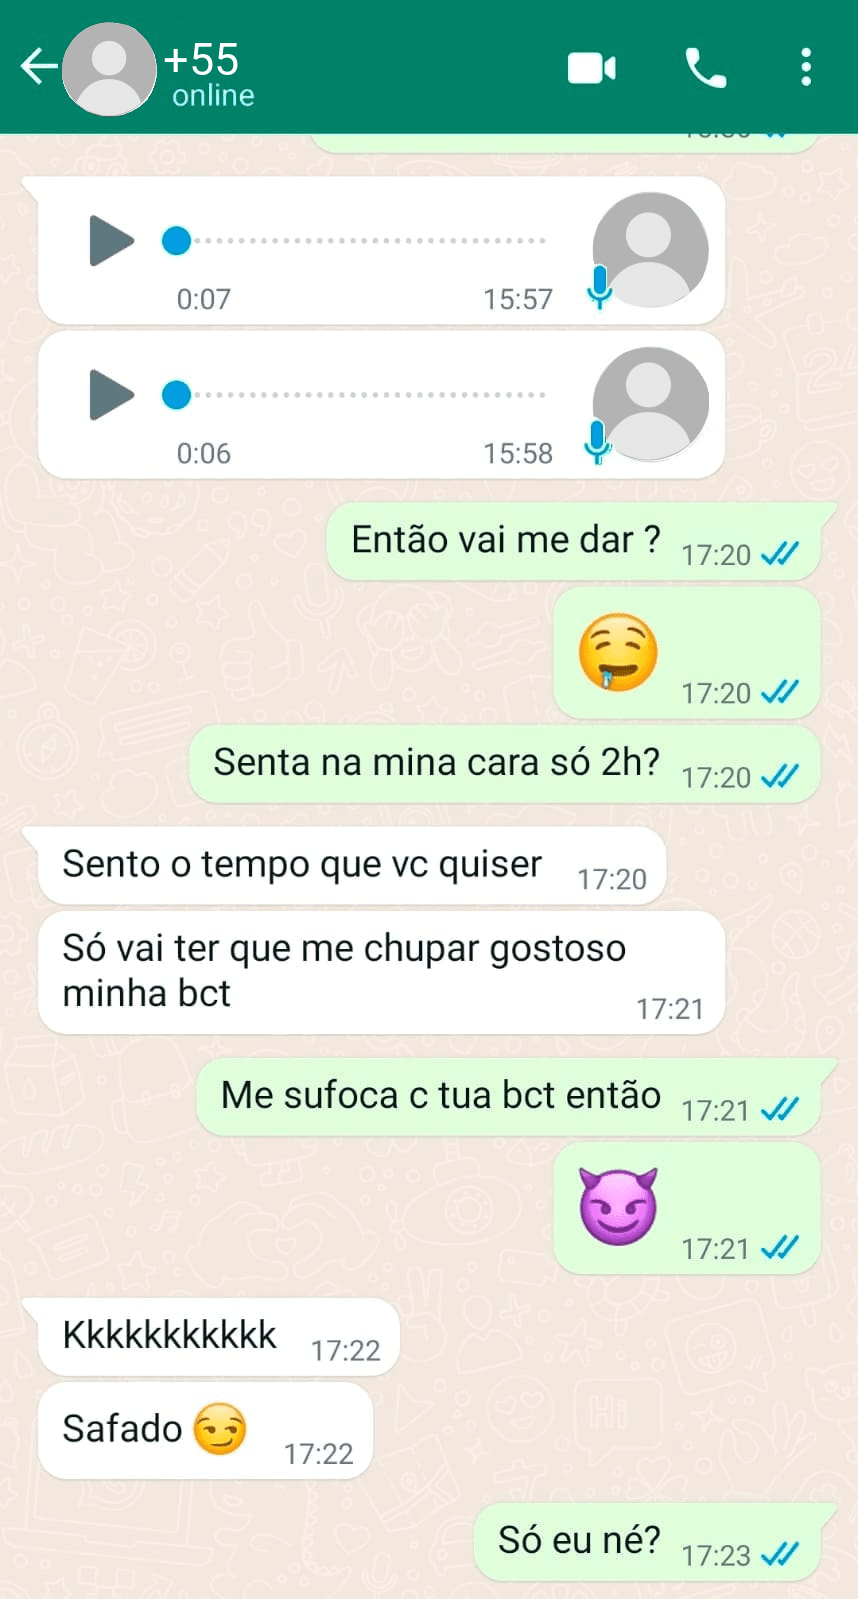 +55
online
0:07 15:57
0:06 15:58
Então vai me dar ? 17:20
17:20
Senta na mina cara só 2h? 17:20
Sento o tempo que vc quiser 17:20
Só vai ter que me chupar gostoso
minha bct 17:21
Me sufoca c tua bct então 17:21
17:21
Kkkkkkkkkkk 17:22
Safado 😏 17:22
Só eu né? 17:23